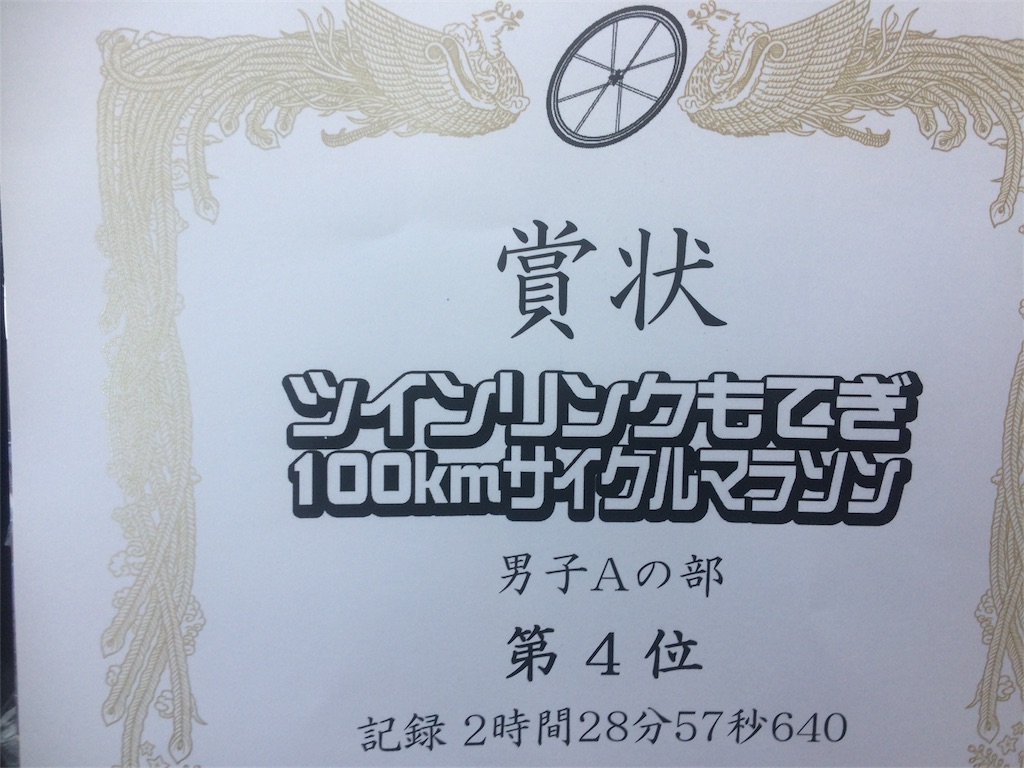 賞状
ツインリンクもてぎ
100kmサイクルマラソン
男子Aの部
第4位
記録 2時間28分57秒640